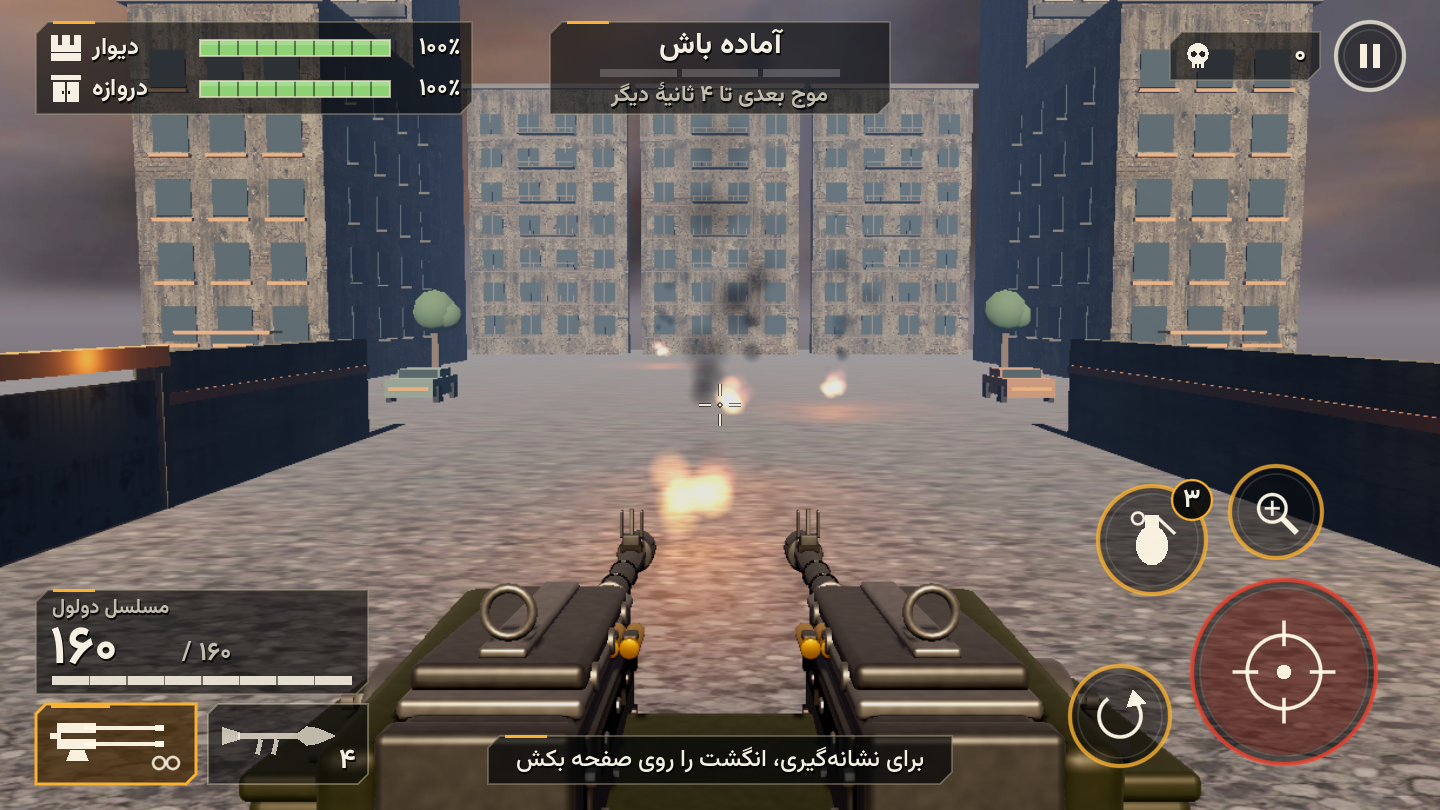 دیوار ۱۰۰٪
دروازه ۱۰۰٪
آماده باش
موج بعدی تا ۴ ثانیهٔ دیگر
۰
۳
مسلسل دولول
۱۶۰ / ۱۶۰
∞
۴
برای نشانه‌گیری، انگشت را روی صفحه بکش